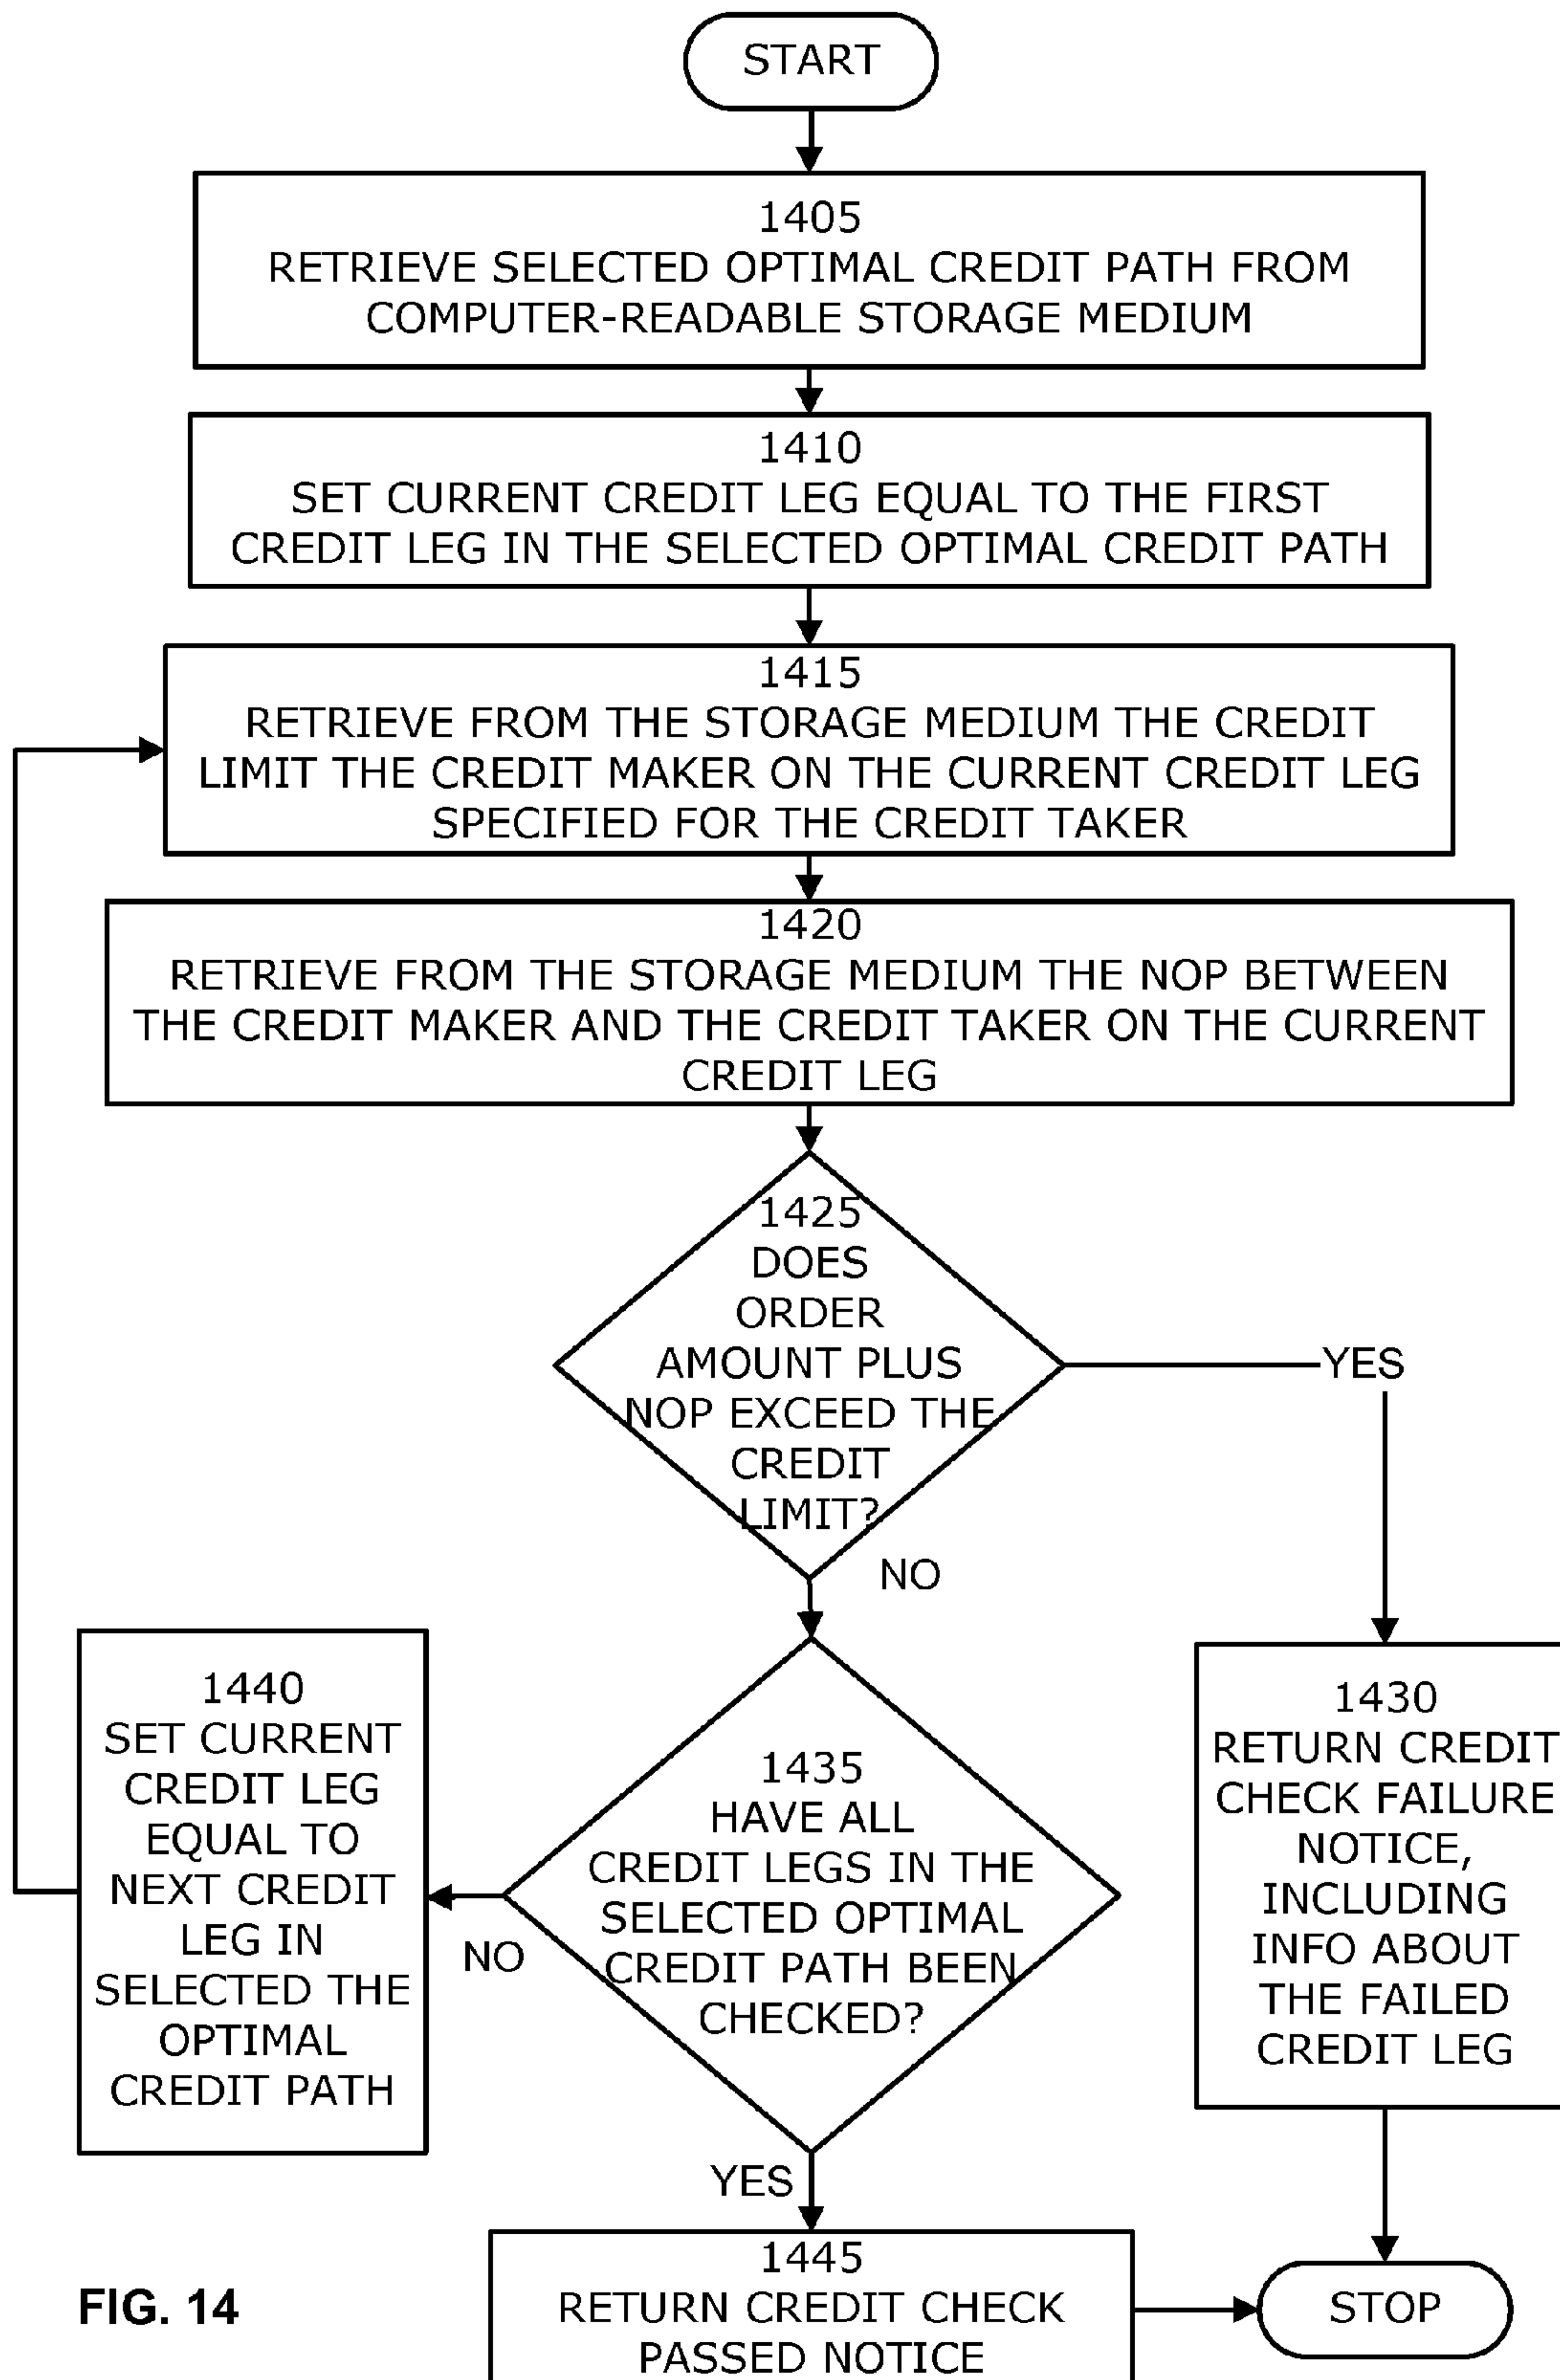 START
1405
RETRIEVE SELECTED OPTIMAL CREDIT PATH FROM
COMPUTER-READABLE STORAGE MEDIUM
1410
SET CURRENT CREDIT LEG EQUAL TO THE FIRST
CREDIT LEG IN THE SELECTED OPTIMAL CREDIT PATH
1415
RETRIEVE FROM THE STORAGE MEDIUM THE CREDIT
LIMIT THE CREDIT MAKER ON THE CURRENT CREDIT LEG
SPECIFIED FOR THE CREDIT TAKER
1420
RETRIEVE FROM THE STORAGE MEDIUM THE NOP BETWEEN
THE CREDIT MAKER AND THE CREDIT TAKER ON THE CURRENT
CREDIT LEG
1425
DOES
ORDER
AMOUNT PLUS
NOP EXCEED THE
CREDIT
LIMIT?
YES
NO
1430
RETURN CREDIT
CHECK FAILURE
NOTICE,
INCLUDING
INFO ABOUT
THE FAILED
CREDIT LEG
1435
HAVE ALL
CREDIT LEGS IN THE
SELECTED OPTIMAL
CREDIT PATH BEEN
CHECKED?
NO
1440
SET CURRENT
CREDIT LEG
EQUAL TO
NEXT CREDIT
LEG IN
SELECTED THE
OPTIMAL
CREDIT PATH
YES
1445
RETURN CREDIT CHECK
PASSED NOTICE
STOP
FIG. 14